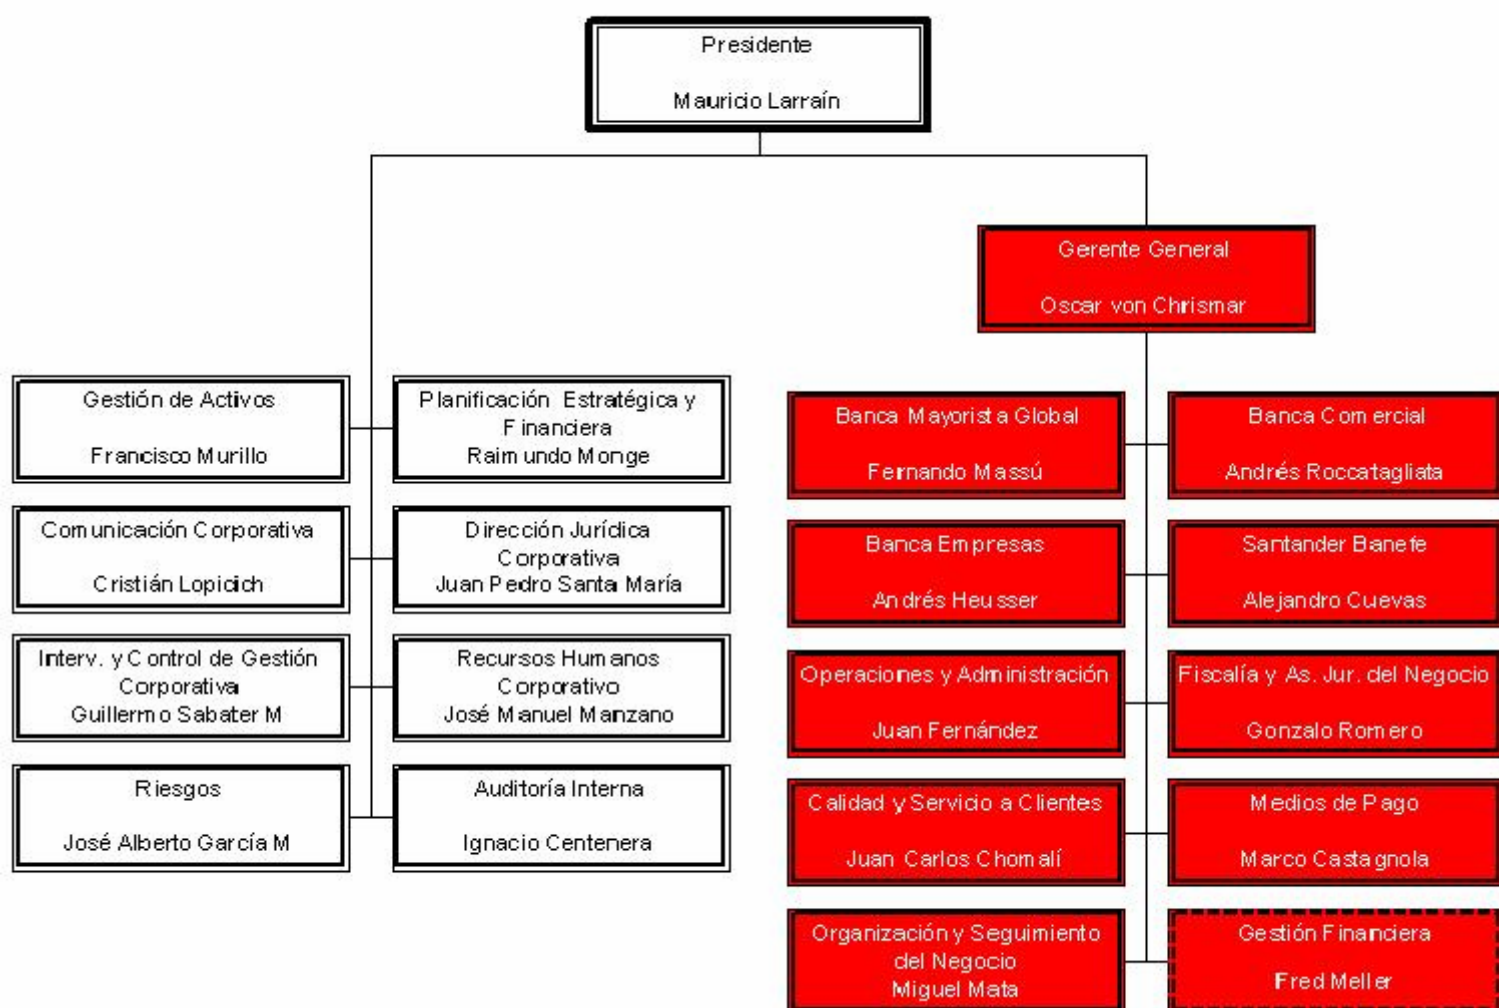 Presidente
Mauricio Larraín
Gerente General
Oscar von Chrismar
Gestión de Activos
Francisco Murillo
Planificación Estratégica y
Financiera
Raimundo Monge
Comunicación Corporativa
Cristián Lopicich
Dirección Jurídica
Corporativa
Juan Pedro Santa María
Interv. y Control de Gestión
Corporativa
Guillermo Sabater M
Recursos Humanos
Corporativo
José Manuel Manzano
Riesgos
José Alberto García M
Auditoría Interna
Ignacio Centenera
Banca Mayorista Global
Fernando Massú
Banca Comercial
Andrés Roccatagliata
Banca Empresas
Andrés Heusser
Santander Banefe
Alejandro Cuevas
Operaciones y Administración
Juan Fernández
Fiscalía y As. Jur. del Negocio
Gonzalo Romero
Calidad y Servicio a Clientes
Juan Carlos Chomalí
Medios de Pago
Marco Castagnola
Organización y Seguimiento
del Negocio
Miguel Mata
Gestión Financiera
Fred Meller